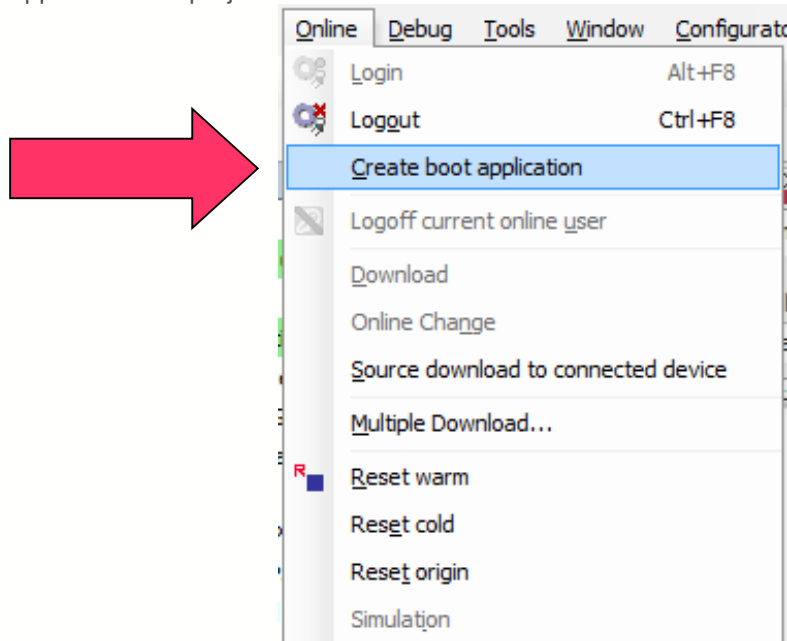 Online Debug Tools Window Configurato
Login Alt+F8
Logout Ctrl+F8
Create boot application
Logoff current online user
Download
Online Change
Source download to connected device
Multiple Download...
R Reset warm
Reset cold
Reset origin
Simulation